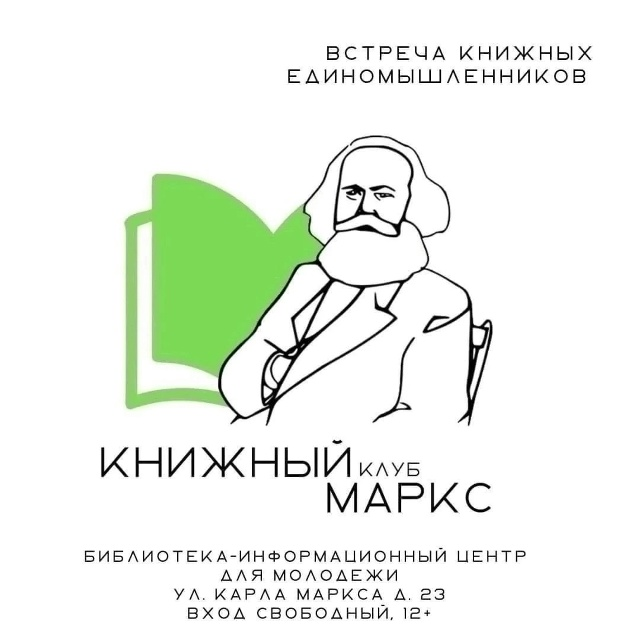 ВСТРЕЧА КНИЖНЫХ
ЕДИНОМЫШЛЕННИКОВ
КНИЖНЫЙ КЛУБ
МАРКС
БИБЛИОТЕКА-ИНФОРМАЦИОННЫЙ ЦЕНТР
ДЛЯ МОЛОДЕЖИ
УЛ. КАРЛА МАРКСА Д. 23
ВХОД СВОБОДНЫЙ, 12+